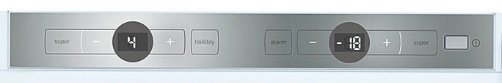 super − 4 + holiday alarm − -18 + super